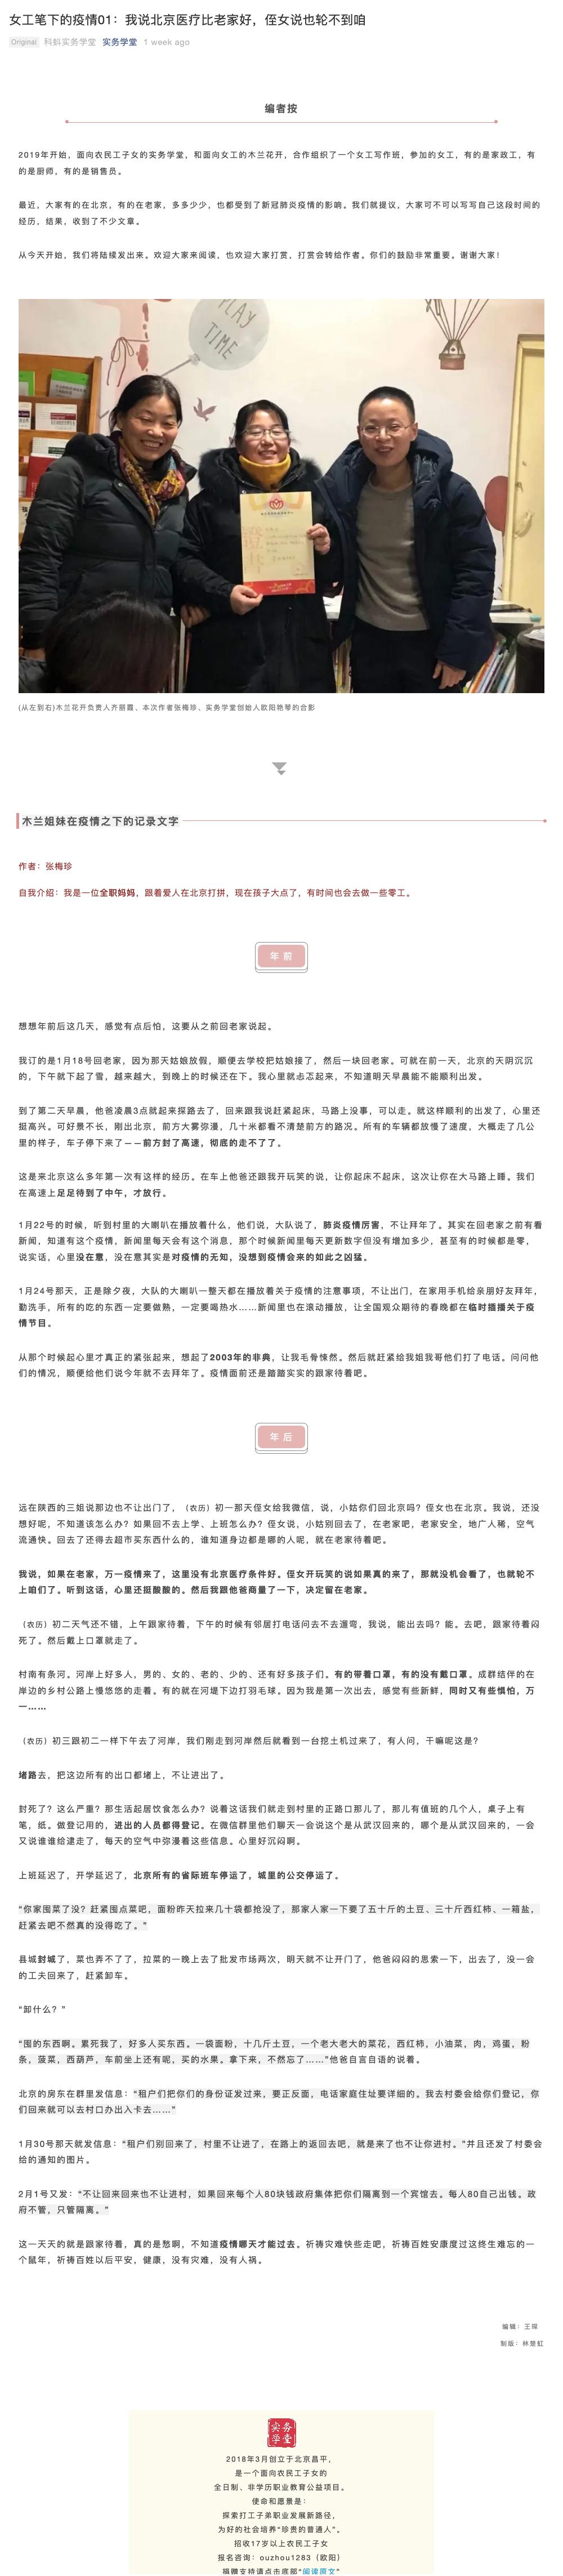 女工笔下的疫情01：我说北京医疗比老家好，侄女说也轮不到咱
Original 科蚪实务学堂 实务学堂 1 week ago
编者按
2019年开始，面向农民工子女的实务学堂，和面向女工的木兰花开，合作组织了一个女工写作班，参加的女工，有的是家政工，有
的是厨师，有的是销售员。
最近，大家有的在北京，有的在老家，多多少少，也都受到了新冠肺炎疫情的影响。我们就提议，大家可不可以写写自己这段时间的
经历，结果，收到了不少文章。
从今天开始，我们将陆续发出来。欢迎大家来阅读，也欢迎大家打赏，打赏会转给作者。你们的鼓励非常重要。谢谢大家！
PLAY
TIME
證
书
(从左到右)木兰花开负责人齐丽霞、本次作者张梅珍、实务学堂创始人欧阳艳琴的合影
木兰姐妹在疫情之下的记录文字
作者：张梅珍
自我介绍：我是一位全职妈妈，跟着爱人在北京打拼，现在孩子大点了，有时间也会去做一些零工。
年 前
想想年前后这几天，感觉有点后怕，这要从之前回老家说起。
我订的是1月18号回老家，因为那天姑娘放假，顺便去学校把姑娘接了，然后一块回老家。可就在前一天，北京的天阴沉沉
的，下午就下起了雪，越来越大，到晚上的时候还在下。我心里就忐忑起来，不知道明天早晨能不能顺利出发。
到了第二天早晨，他爸凌晨3点就起来探路去了，回来跟我说赶紧起床，马路上没事，可以走。就这样顺利的出发了，心里还
挺高兴。可好景不长，刚出北京，前方大雾弥漫，几十米都看不清楚前方的路况。所有的车辆都放慢了速度，大概走了几公
里的样子，车子停下来了——前方封了高速，彻底的走不了了。
这是来北京这么多年第一次有这样的经历。在车上他爸还跟我开玩笑的说，让你起床不起床，这次让你在大马路上睡。我们
在高速上足足待到了中午，才放行。
1月22号的时候，听到村里的大喇叭在播放着什么，他们说，大队说了，肺炎疫情厉害，不让拜年了。其实在回老家之前有看
新闻，知道有这个疫情，新闻里每天会有这个消息，那个时候新闻里每天更新数字但没有增加多少，甚至有的时候都是零，
说实话，心里没在意，没在意其实是对疫情的无知，没想到疫情会来的如此之凶猛。
1月24号那天，正是除夕夜，大队的大喇叭一整天都在播放着关于疫情的注意事项，不让出门，在家用手机给亲朋好友拜年，
勤洗手，所有的吃的东西一定要做熟，一定要喝热水……新闻里也在滚动播放，让全国观众期待的春晚都在临时插播关于疫
情节目。
从那个时候起心里才真正的紧张起来，想起了2003年的非典，让我毛骨悚然。然后就赶紧给我姐我哥他们打了电话。问问他
们的情况，顺便给他们说今年就不去拜年了。疫情面前还是踏踏实实的跟家待着吧。
年 后
远在陕西的三姐说那边也不让出门了，（农历）初一那天侄女给我微信，说，小姑你们回北京吗？侄女也在北京。我说，还没
想好呢，不知道该怎么办？如果回不去上学、上班怎么办？侄女说，小姑别回去了，在老家吧，老家安全，地广人稀，空气
流通快。回去了还得去超市买东西什么的，谁知道身边都是哪的人呢，就在老家待着吧。
我说，如果在老家，万一疫情来了，这里没有北京医疗条件好。侄女开玩笑的说如果真的来了，那就没机会看了，也就轮不
上咱们了。听到这话，心里还挺酸酸的。然后我跟他爸商量了一下，决定留在老家。
（农历）初二天气还不错，上午跟家待着，下午的时候有邻居打电话问去不去遛弯，我说，能出去吗？能。去吧，跟家待着闷
死了。然后戴上口罩就走了。
村南有条河。河岸上好多人，男的、女的、老的、少的、还有好多孩子们。有的带着口罩，有的没有戴口罩。成群结伴的在
岸边的乡村公路上慢悠悠的走着。有的就在河堤下边打羽毛球。因为我是第一次出去，感觉有些新鲜，同时又有些惧怕，万
一……
（农历）初三跟初二一样下午去了河岸，我们刚走到河岸然后就看到一台挖土机过来了，有人问，干嘛呢这是？
堵路去，把这边所有的出口都堵上，不让进出了。
封死了？这么严重？那生活起居饮食怎么办？说着这话我们就走到村里的正路口那儿了，那儿有值班的几个人，桌子上有
笔，纸。做登记用的，进出的人员都得登记。在微信群里他们聊天一会说这个是从武汉回来的，哪个是从武汉回来的，一会
又说谁谁给逮走了，每天的空气中弥漫着这些信息。心里好沉闷啊。
上班延迟了，开学延迟了，北京所有的省际班车停运了，城里的公交停运了。
“你家囤菜了没？赶紧囤点菜吧，面粉昨天拉来几十袋都抢没了，那家人家一下要了五十斤的土豆、三十斤西红柿、一箱盐，
赶紧去吧不然真的没得吃了。”
县城封城了，菜也弄不了了，拉菜的一晚上去了批发市场两次，明天就不让开门了，他爸闷闷的思索一下，出去了，没一会
的工夫回来了，赶紧卸车。
“卸什么？”
“囤的东西啊。累死我了，好多人买东西。一袋面粉，十几斤土豆，一个老大老大的菜花，西红柿，小油菜，肉，鸡蛋，粉
条，菠菜，西葫芦，车前坐上还有呢，买的水果。拿下来，不然忘了……”他爸自言自语的说着。
北京的房东在群里发信息：“租户们把你们的身份证发过来，要正反面，电话家庭住址要详细的。我去村委会给你们登记，你
们回来就可以去村口办出入卡去……”
1月30号那天就发信息：“租户们别回来了，村里不让进了，在路上的返回去吧，就是来了也不让你进村。”并且还发了村委会
给的通知的图片。
2月1号又发：“不让回来回来也不让进村，如果回来每个人80块钱政府集体把你们隔离到一个宾馆去。每人80自己出钱。政
府不管，只管隔离。”
这一天天的就是跟家待着，真的是愁啊，不知道疫情哪天才能过去。祈祷灾难快些走吧，祈祷百姓安康度过这终生难忘的一
个鼠年，祈祷百姓以后平安，健康，没有灾难，没有人祸。
编辑：王琛
制版：林楚虹
实务
学堂
2018年3月创立于北京昌平，
是一个面向农民工子女的
全日制、非学历职业教育公益项目。
使命和愿景是：
探索打工子弟职业发展新路径，
为好的社会培养“珍贵的普通人”。
招收17岁以上农民工子女
报名咨询：ouzhou1283（欧阳）
捐赠支持请点击底部“阅读原文”